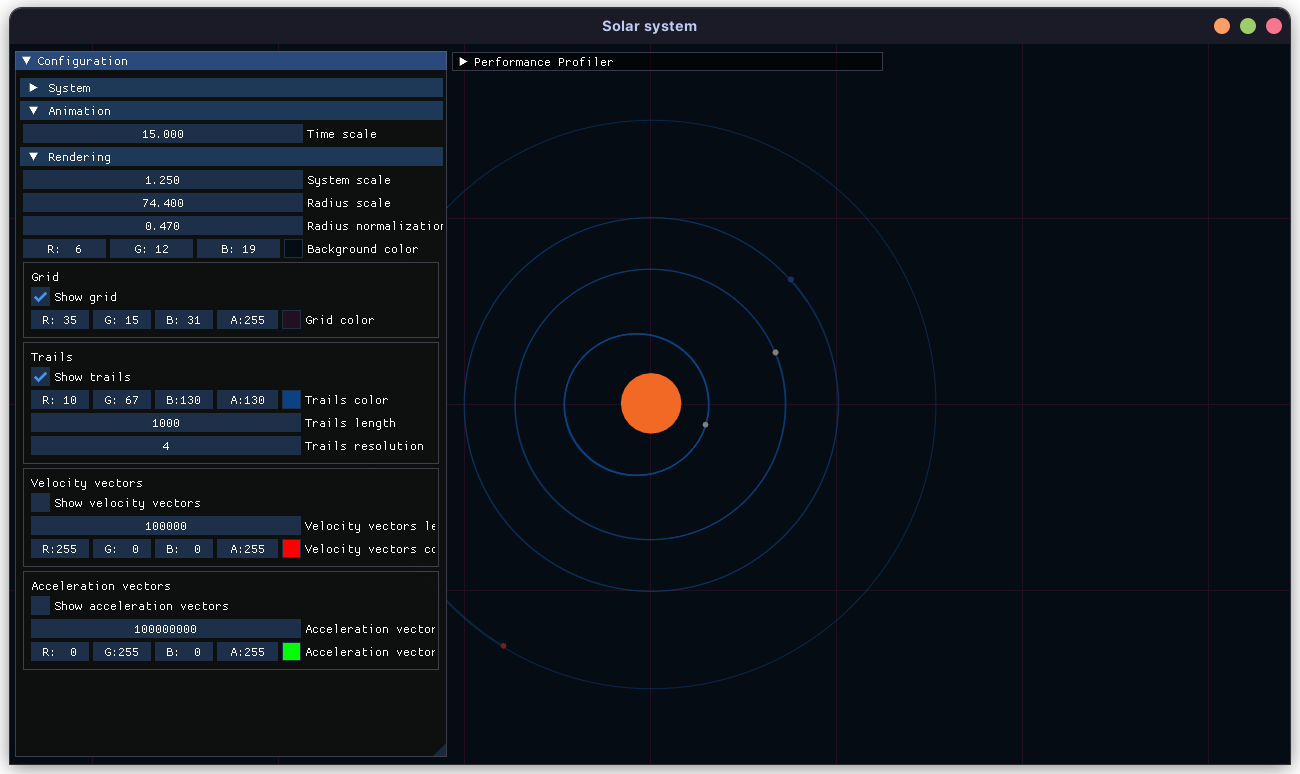 Solar system
Configuration
Performance Profiler
System
Animation
15.000 Time scale
Rendering
1.250 System scale
74.400 Radius scale
0.470 Radius normalization
R: 6 G: 12 B: 19 Background color
Grid
Show grid
R: 35 G: 15 B: 31 A:255 Grid color
Trails
Show trails
R: 10 G: 67 B:130 A:130 Trails color
1000 Trails length
4 Trails resolution
Velocity vectors
Show velocity vectors
100000 Velocity vectors le
R:255 G: 0 B: 0 A:255 Velocity vectors co
Acceleration vectors
Show acceleration vectors
100000000 Acceleration vector
R: 0 G:255 B: 0 A:255 Acceleration vector